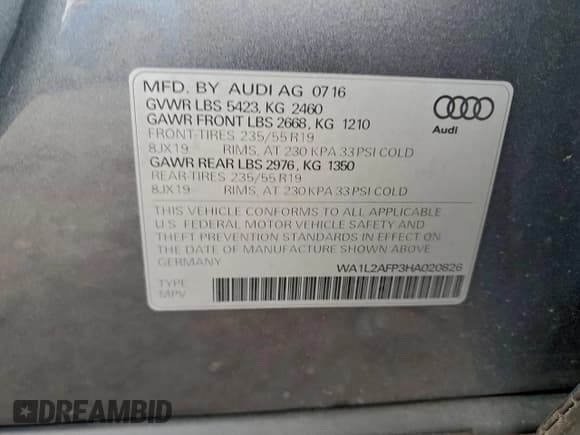 MFD. BY AUDI AG 07 16
GVWR LBS 5423, KG 2460
GAWR FRONT LBS 2668, KG 1210
FRONT-TIRES 235/55 R19
8JX19 RIMS, AT 230 KPA 33 PSI COLD
GAWR REAR LBS 2976, KG 1350
REAR-TIRES 235/55 R19
8JX19 RIMS, AT 230 KPA 33 PSI COLD
Audi
THIS VEHICLE CONFORMS TO ALL APPLICABLE
U.S. FEDERAL MOTOR VEHICLE SAFETY AND
THEFT PREVENTION STANDARDS IN EFFECT ON
THE DATE OF MANUFACTURE SHOWN ABOVE
GERMANY
WA1L2AFP3HA020826
TYPE
MPV
DREAMBID